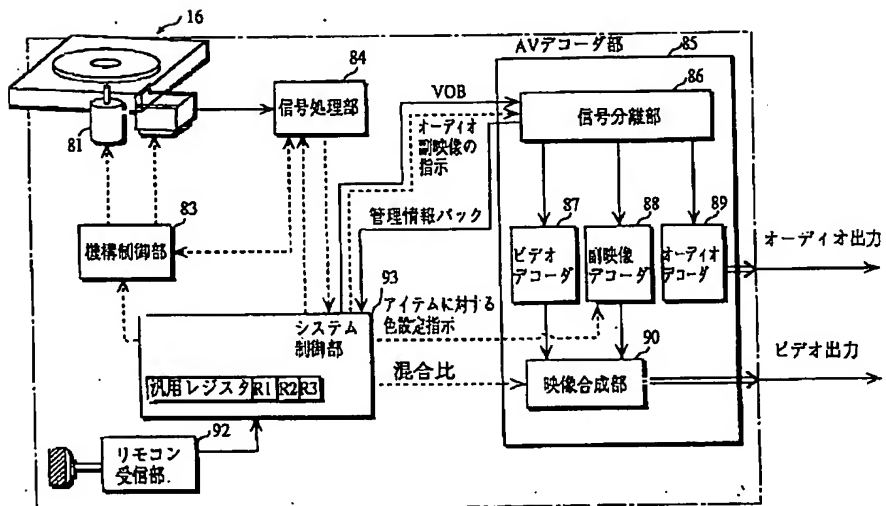 16
84
信号処理部
81
83
機構制御部
VOB
オーディオ
副映像の
指示
管理情報パック
AVデコーダ部
85
86
信号分離部
87
ビデオ
デコーダ
88
副映像
デコーダ
89
オーディオ
デコーダ
オーディオ出力
90
映像合成部
ビデオ出力
93
アイテムに対する
色設定指示
システム
制御部
混合比
汎用レジスタ R1 R2 R3
92
リモコン
受信部